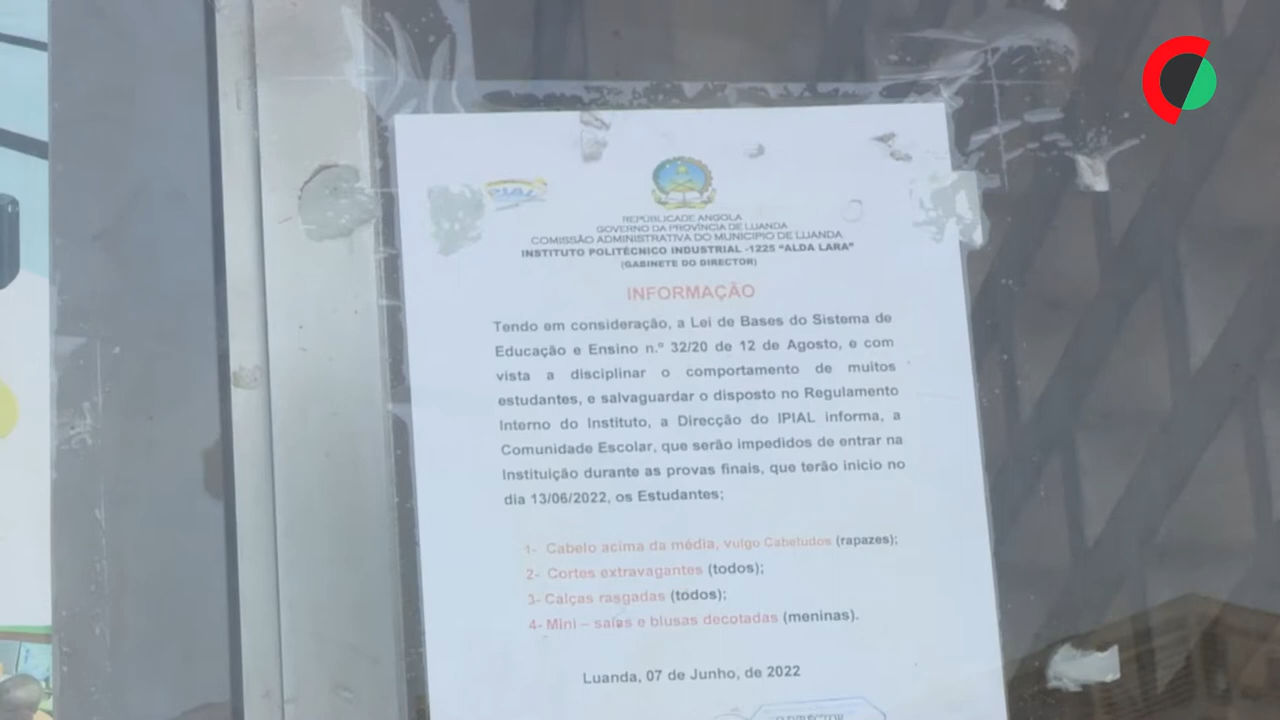 IPIAL
REPÚBLICA DE ANGOLA
GOVERNO DA PROVÍNCIA DE LUANDA
COMISSÃO ADMINISTRATIVA DO MUNICIPIO DE LUANDA
INSTITUTO POLITÉCNICO INDUSTRIAL -1225 "ALDA LARA"
(GABINETE DO DIRECTOR)
INFORMAÇÃO
Tendo em consideração, a Lei de Bases do Sistema de
Educação e Ensino n.º 32/20 de 12 de Agosto, e com
vista a disciplinar o comportamento de muitos
estudantes, e salvaguardar o disposto no Regulamento
Interno do Instituto, a Direcção do IPIAL informa, a
Comunidade Escolar, que serão impedidos de entrar na
Instituição durante as provas finais, que terão inicio no
dia 13/06/2022, os Estudantes;
1- Cabelo acima da média, vulgo Cabeludos (rapazes);
2- Cortes extravagantes (todos);
3- Calças rasgadas (todos);
4- Mini – saias e blusas decotadas (meninas).
Luanda, 07 de Junho, de 2022
O DIRECTOR